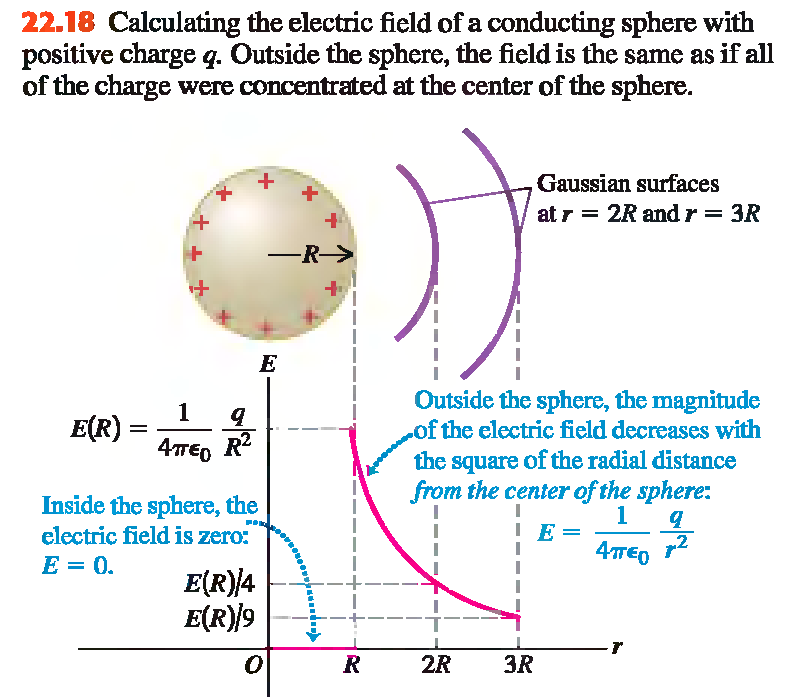 22.18 Calculating the electric field of a conducting sphere with
positive charge q. Outside the sphere, the field is the same as if all
of the charge were concentrated at the center of the sphere.
+ + + + + + + + + + + +
R
Gaussian surfaces
at r = 2R and r = 3R
E
E(R) = 1/4πϵ₀ q/R²
Outside the sphere, the magnitude
of the electric field decreases with
the square of the radial distance
from the center of the sphere:
E = 1/4πϵ₀ q/r²
Inside the sphere, the
electric field is zero:
E = 0.
E(R)/4
E(R)/9
O R 2R 3R r